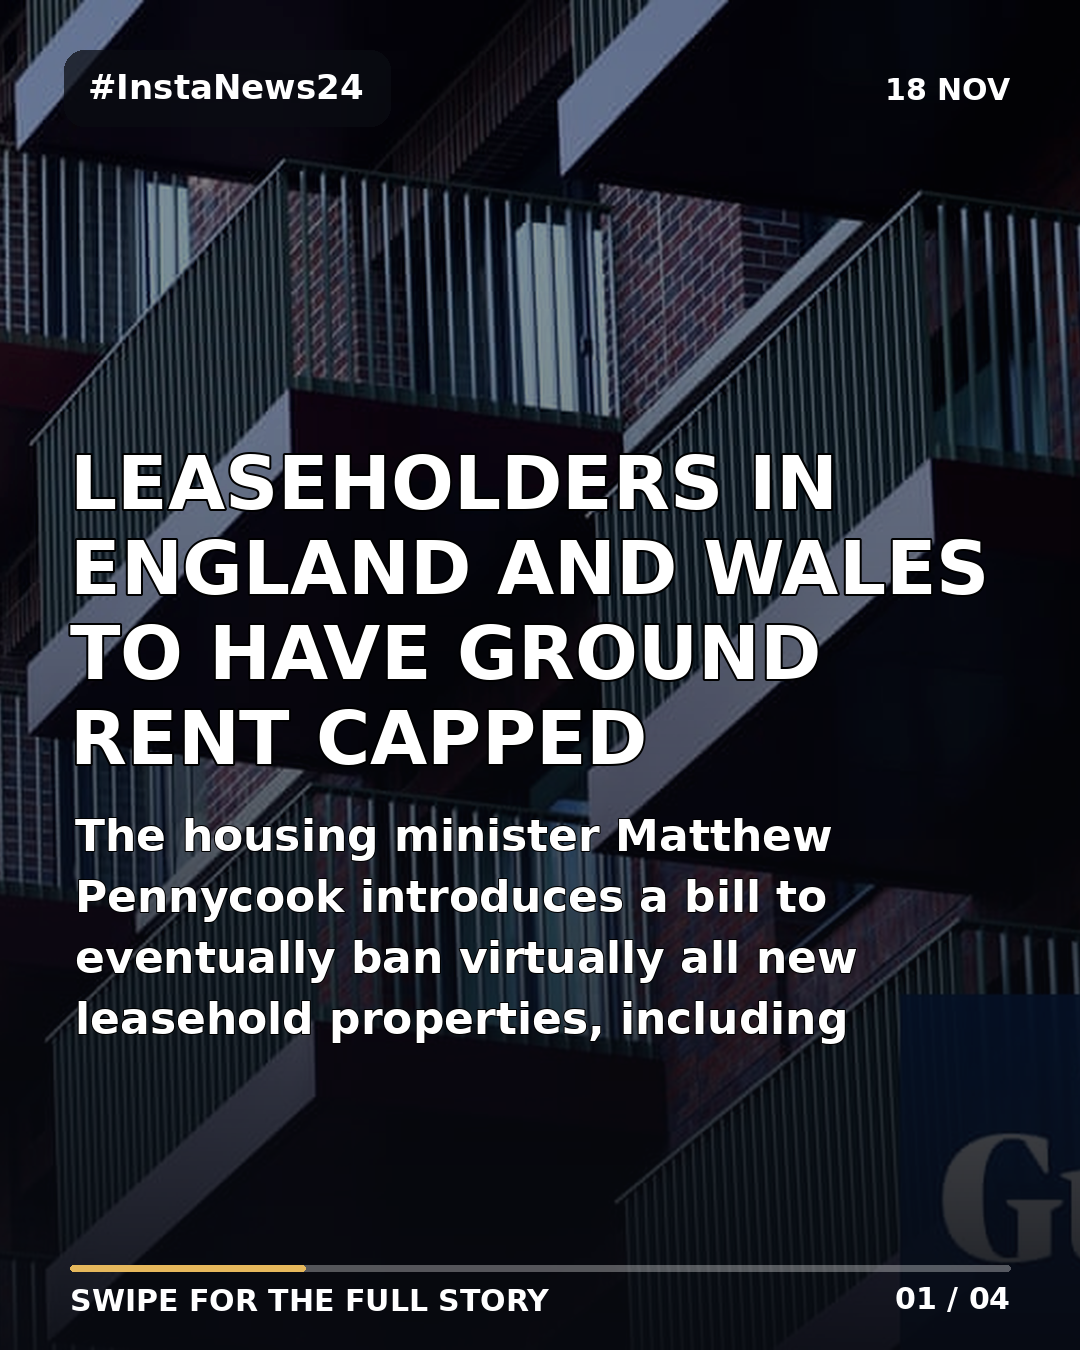 #InstaNews24
18 NOV
LEASEHOLDERS IN
ENGLAND AND WALES
TO HAVE GROUND
RENT CAPPED
The housing minister Matthew
Pennycook introduces a bill to
eventually ban virtually all new
leasehold properties, including
SWIPE FOR THE FULL STORY
01 / 04